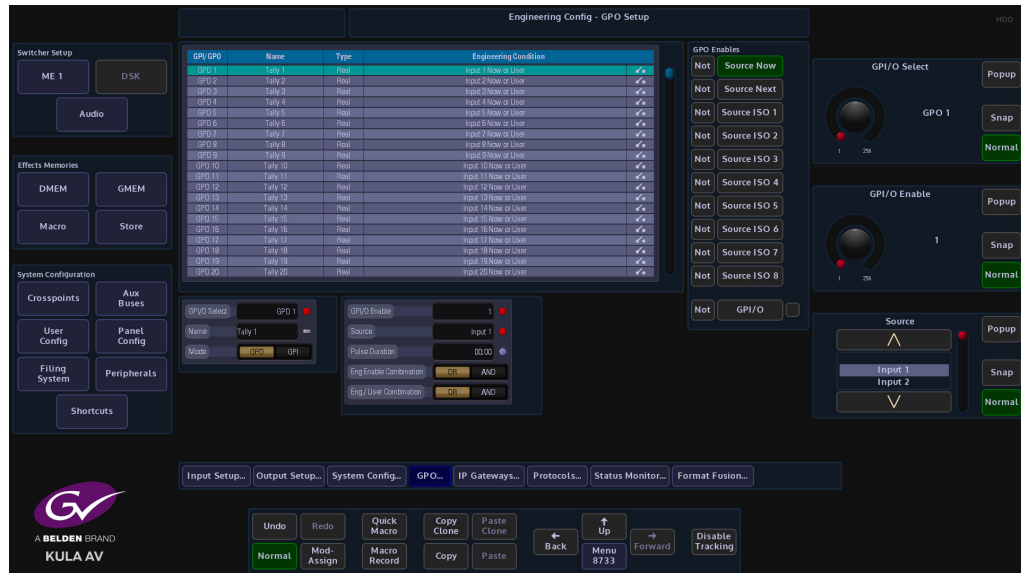 Engineering Config - GPO Setup
HDD
Switcher Setup
ME 1
DSK
Audio
Effects Memories
DMEM
GMEM
Macro
Store
System Configuration
Crosspoints
Aux
Buses
User
Config
Panel
Config
Filing
System
Peripherals
Shortcuts
GPI/GPO Name Type Engineering Condition
GPO 1 Tally 1 Real Input 1 Now or User
GPO 2 Tally 2 Real Input 2 Now or User
GPO 3 Tally 3 Real Input 3 Now or User
GPO 4 Tally 4 Real Input 4 Now or User
GPO 5 Tally 5 Real Input 5 Now or User
GPO 6 Tally 6 Real Input 6 Now or User
GPO 7 Tally 7 Real Input 7 Now or User
GPO 8 Tally 8 Real Input 8 Now or User
GPO 9 Tally 9 Real Input 9 Now or User
GPO 10 Tally 10 Real Input 10 Now or User
GPO 11 Tally 11 Real Input 11 Now or User
GPO 12 Tally 12 Real Input 12 Now or User
GPO 13 Tally 13 Real Input 13 Now or User
GPO 14 Tally 14 Real Input 14 Now or User
GPO 15 Tally 15 Real Input 15 Now or User
GPO 16 Tally 16 Real Input 16 Now or User
GPO 17 Tally 17 Real Input 17 Now or User
GPO 18 Tally 18 Real Input 18 Now or User
GPO 19 Tally 19 Real Input 19 Now or User
GPO 20 Tally 20 Real Input 20 Now or User
GPI/O Select GPO 1
Name Tally 1
Mode GPO GPI
GPI/O Enable 1
Source Input 1
Pulse Duration 00:00
Eng Enable Combination OR AND
Eng / User Combination OR AND
GPO Enables
Not Source Now
Not Source Next
Not Source ISO 1
Not Source ISO 2
Not Source ISO 3
Not Source ISO 4
Not Source ISO 5
Not Source ISO 6
Not Source ISO 7
Not Source ISO 8
Not GPI/O
GPI/O Select
GPO 1
1 256
Popup
Snap
Normal
GPI/O Enable
1
1 256
Popup
Snap
Normal
Source
Input 1
Input 2
Popup
Snap
Normal
Input Setup... Output Setup... System Config... GPO... IP Gateways... Protocols... Status Monitor... Format Fusion...
GV
A BELDEN BRAND
KULA AV
Undo
Redo
Quick
Macro
Copy
Clone
Paste
Clone
Normal
Mod-
Assign
Macro
Record
Copy
Paste
Back
Up
Menu
8733
Forward
Disable
Tracking